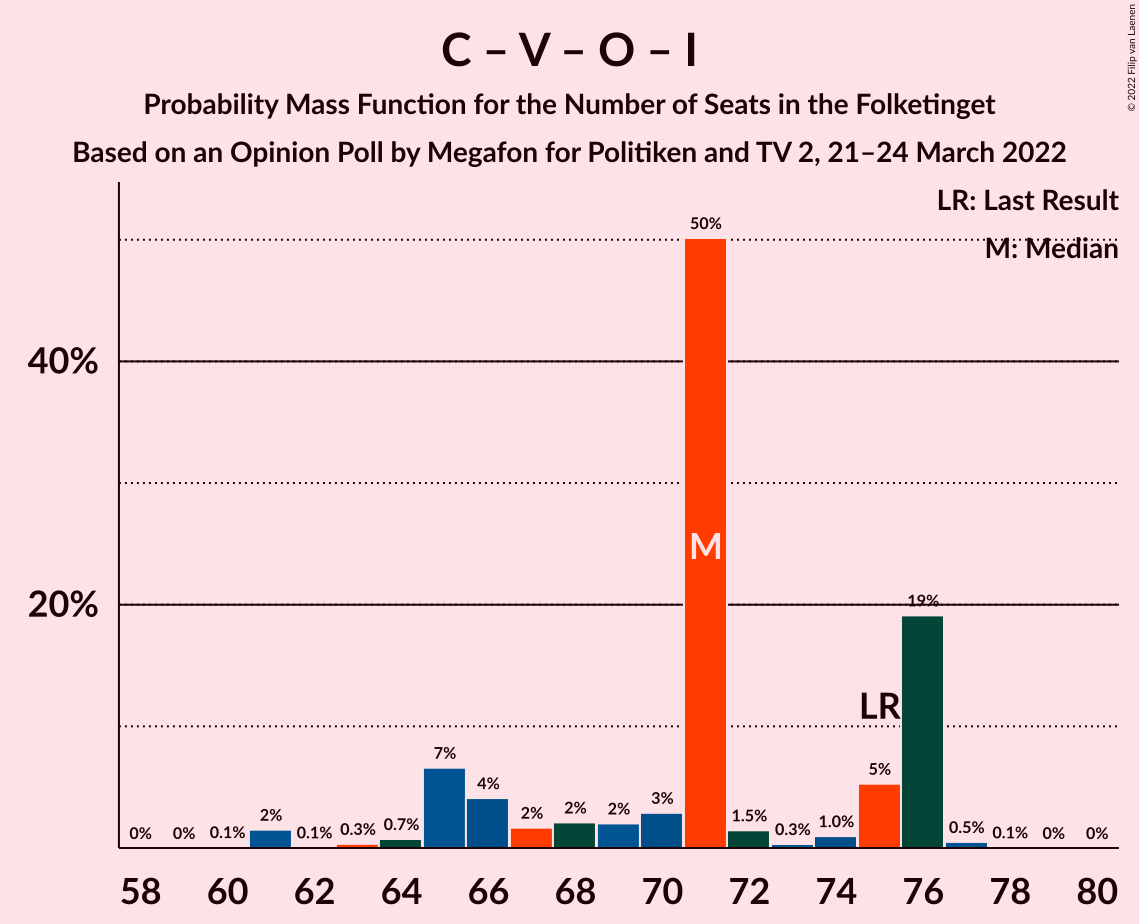 C – V – O – I
Probability Mass Function for the Number of Seats in the Folketinget
Based on an Opinion Poll by Megafon for Politiken and TV 2, 21–24 March 2022
© 2022 Filip van Laenen
LR: Last Result
M: Median
40%
20%
0% 0% 0.1% 2% 0.1% 0.3% 0.7% 7% 4% 2% 2% 2% 3% 50% 1.5% 0.3% 1.0% 5% 19% 0.5% 0.1% 0% 0%
M
LR
58 60 62 64 66 68 70 72 74 76 78 80